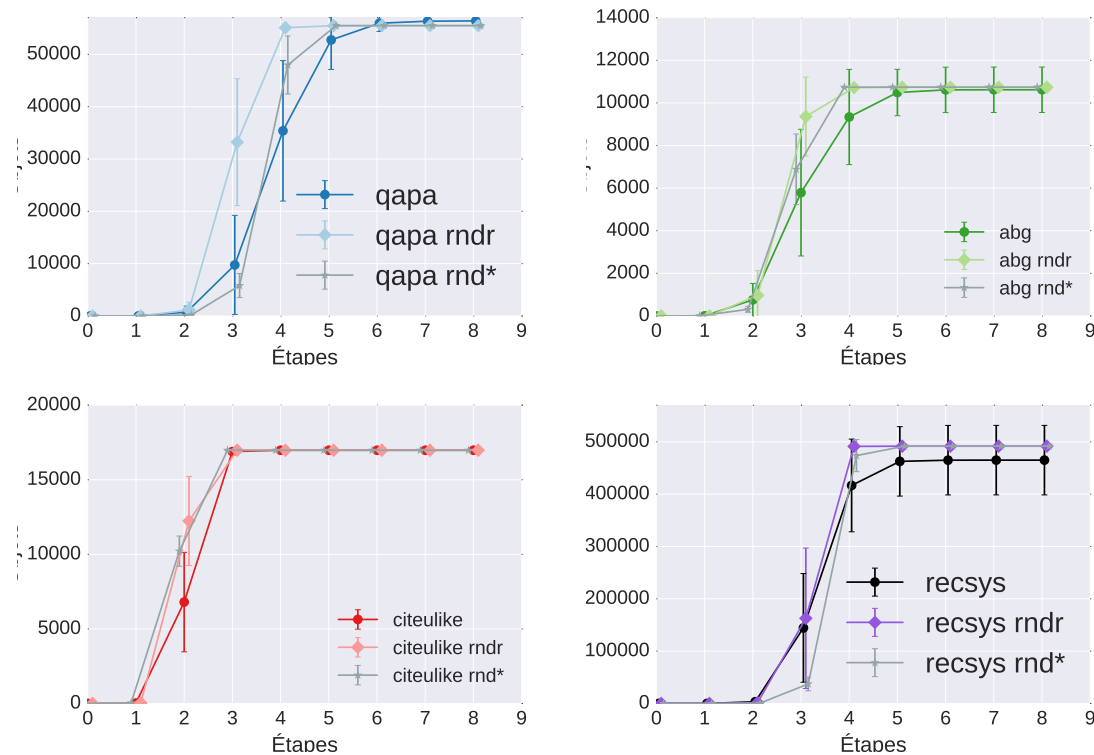 50000
40000
30000
20000
10000
0
0 1 2 3 4 5 6 7 8 9
Étapes
qapa
qapa rndr
qapa rnd*
14000
12000
10000
8000
6000
4000
2000
0
0 1 2 3 4 5 6 7 8 9
Étapes
abg
abg rndr
abg rnd*
20000
15000
10000
5000
0
0 1 2 3 4 5 6 7 8 9
Étapes
citeulike
citeulike rndr
citeulike rnd*
500000
400000
300000
200000
100000
0
0 1 2 3 4 5 6 7 8 9
Étapes
recsys
recsys rndr
recsys rnd*